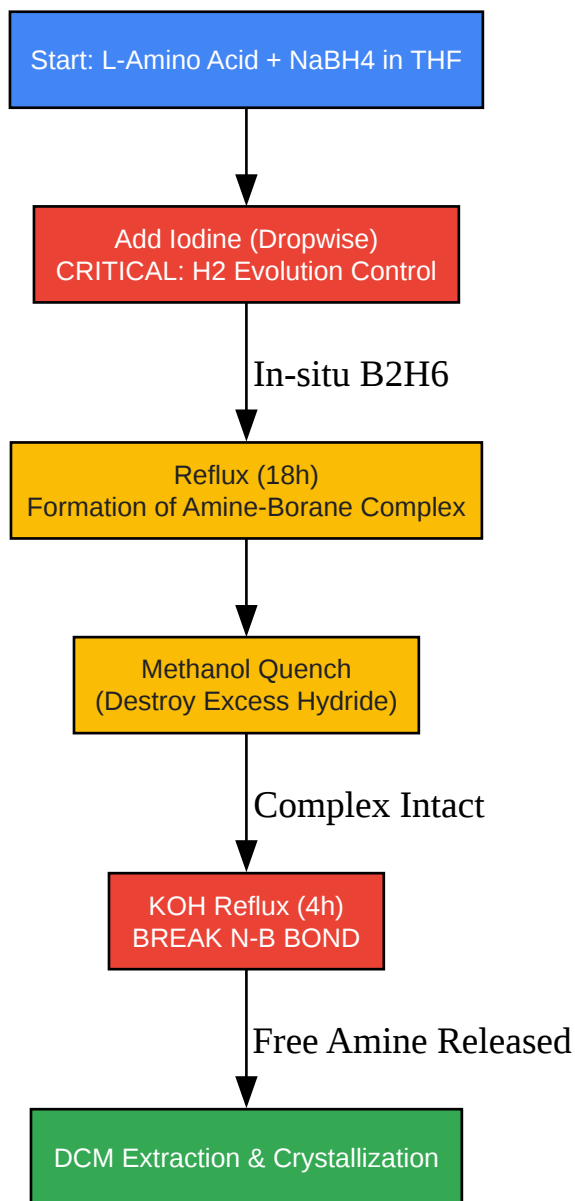 Start: L-Amino Acid + NaBH4 in THF
Add Iodine (Dropwise)
CRITICAL: H2 Evolution Control
In-situ B2H6
Reflux (18h)
Formation of Amine-Borane Complex
Methanol Quench
(Destroy Excess Hydride)
Complex Intact
KOH Reflux (4h)
BREAK N-B BOND
Free Amine Released
DCM Extraction & Crystallization